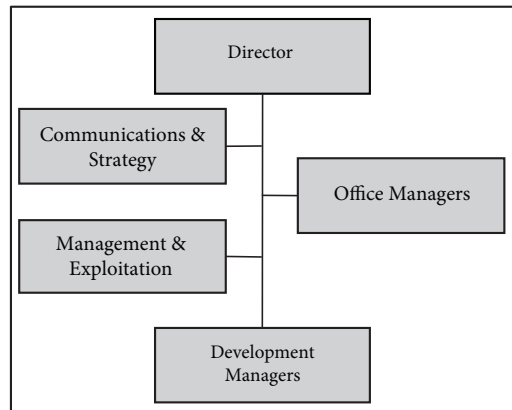 Director
Communications &
Strategy
Office Managers
Management &
Exploitation
Development
Managers